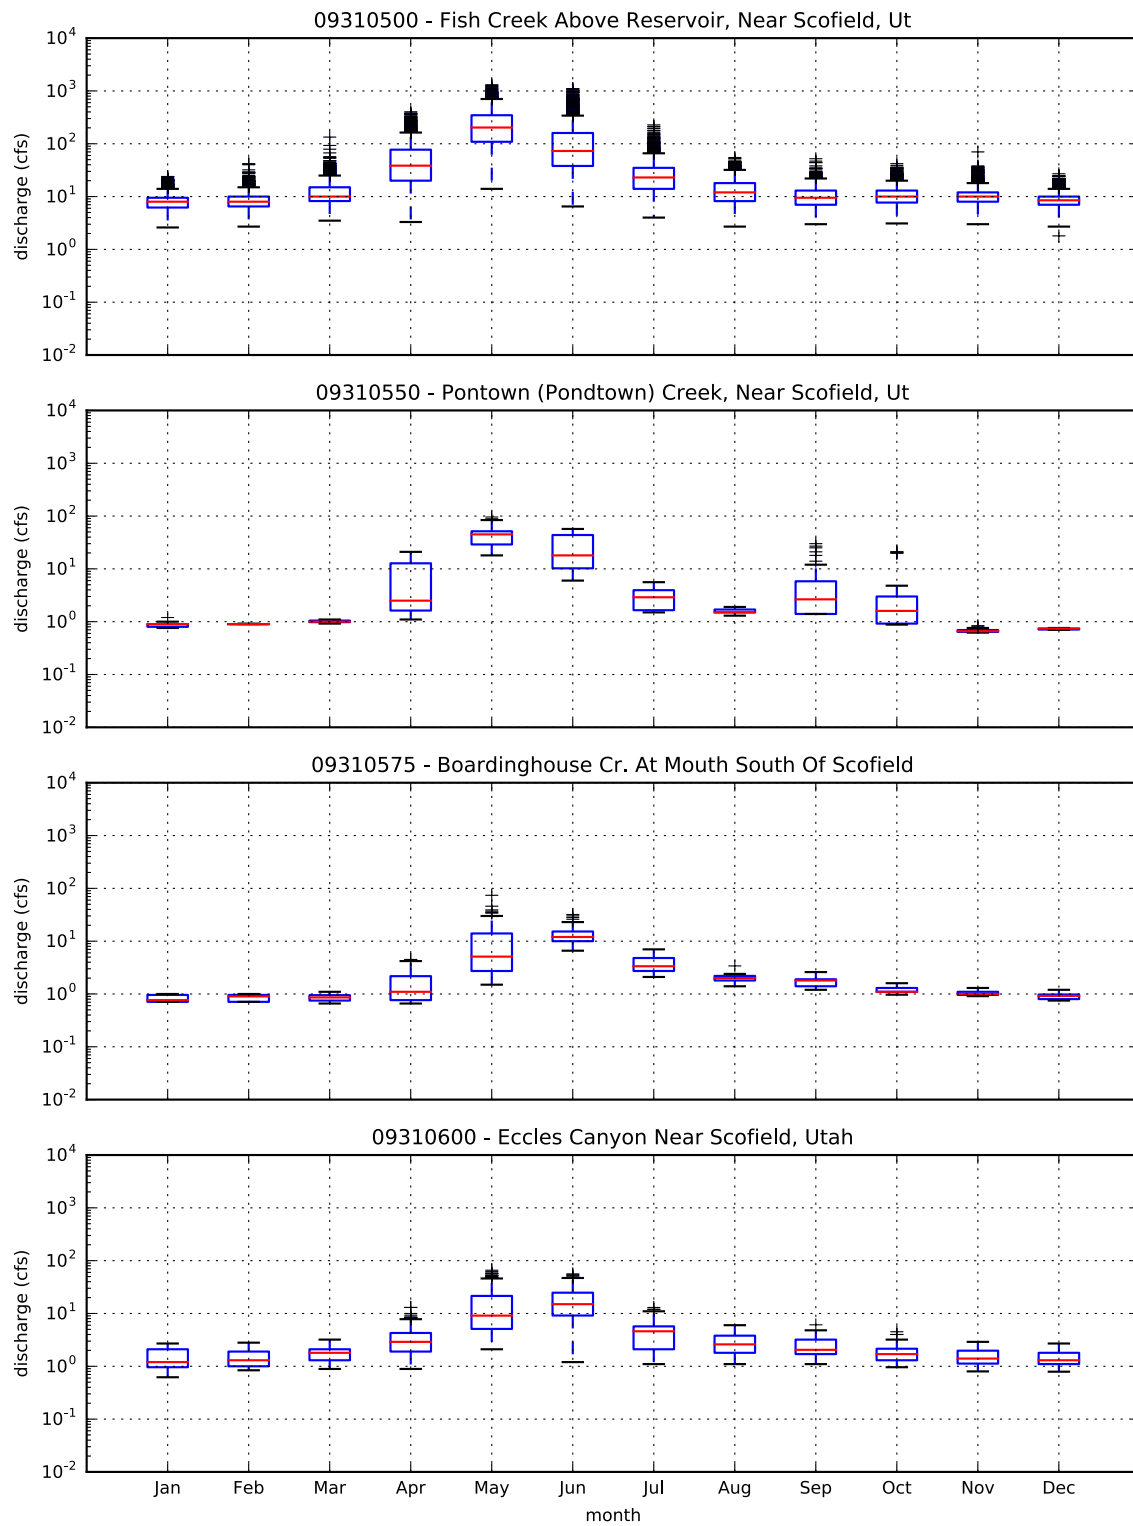 09310500 - Fish Creek Above Reservoir, Near Scofield, Ut
10^4
10^3
10^2
10^1
10^0
10^-1
10^-2
discharge (cfs)
09310550 - Pontown (Pondtown) Creek, Near Scofield, Ut
10^4
10^3
10^2
10^1
10^0
10^-1
10^-2
discharge (cfs)
09310575 - Boardinghouse Cr. At Mouth South Of Scofield
10^4
10^3
10^2
10^1
10^0
10^-1
10^-2
discharge (cfs)
09310600 - Eccles Canyon Near Scofield, Utah
10^4
10^3
10^2
10^1
10^0
10^-1
10^-2
discharge (cfs)
Jan Feb Mar Apr May Jun Jul Aug Sep Oct Nov Dec
month